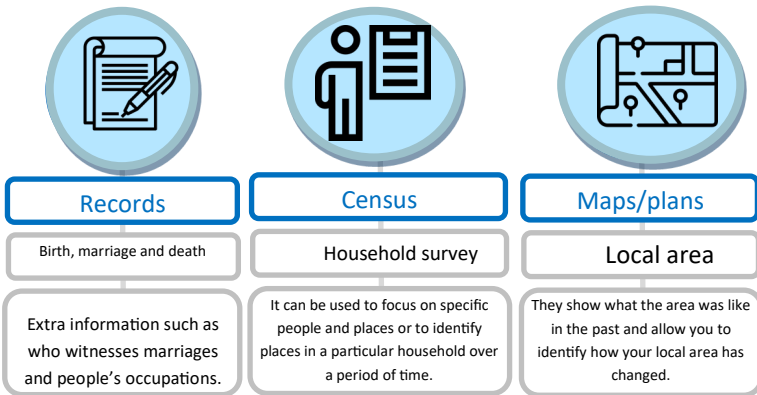 Records
Census
Maps/plans
Birth, marriage and death
Household survey
Local area
Extra information such as
who witnesses marriages
and people’s occupations.
It can be used to focus on specific
people and places or to identify
places in a particular household over
a period of time.
They show what the area was like
in the past and allow you to
identify how your local area has
changed.